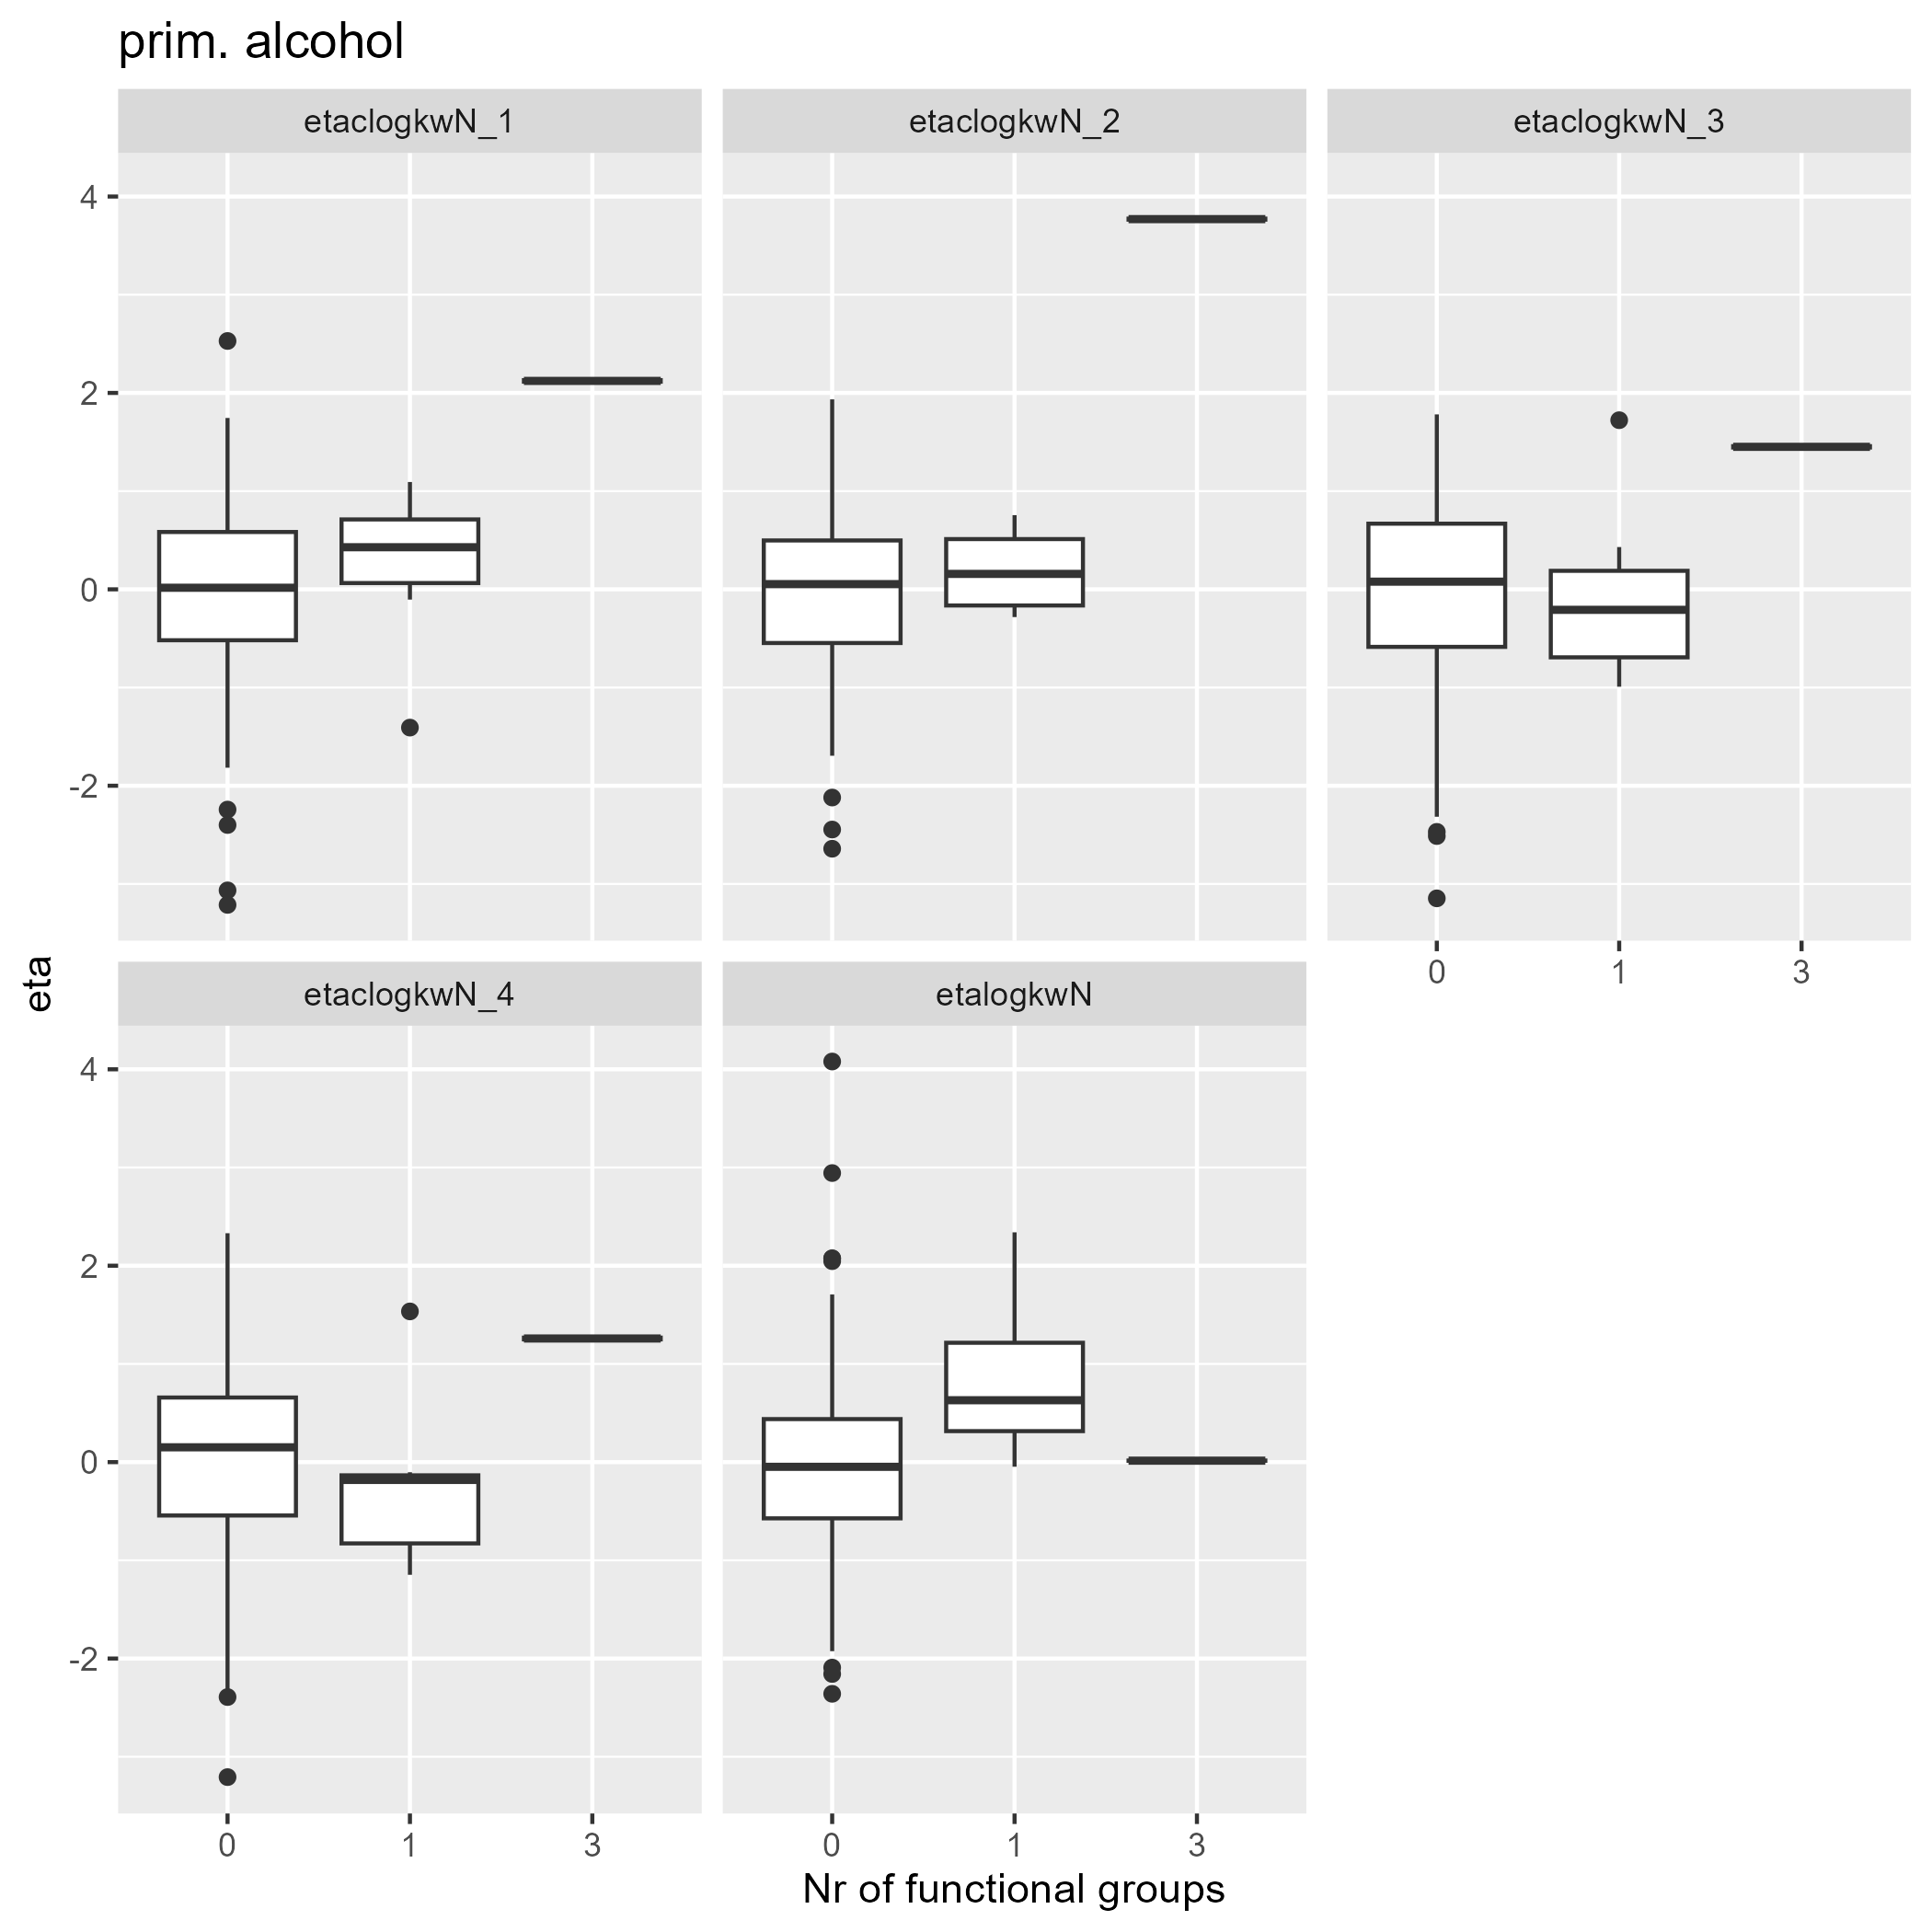 prim. alcohol
etaclogkwN_1 etaclogkwN_2 etaclogkwN_3
4
2
0
-2
0 1 3
eta
etaclogkwN_4 etalogkwN
4
2
0
-2
0 1 3 0 1 3
Nr of functional groups